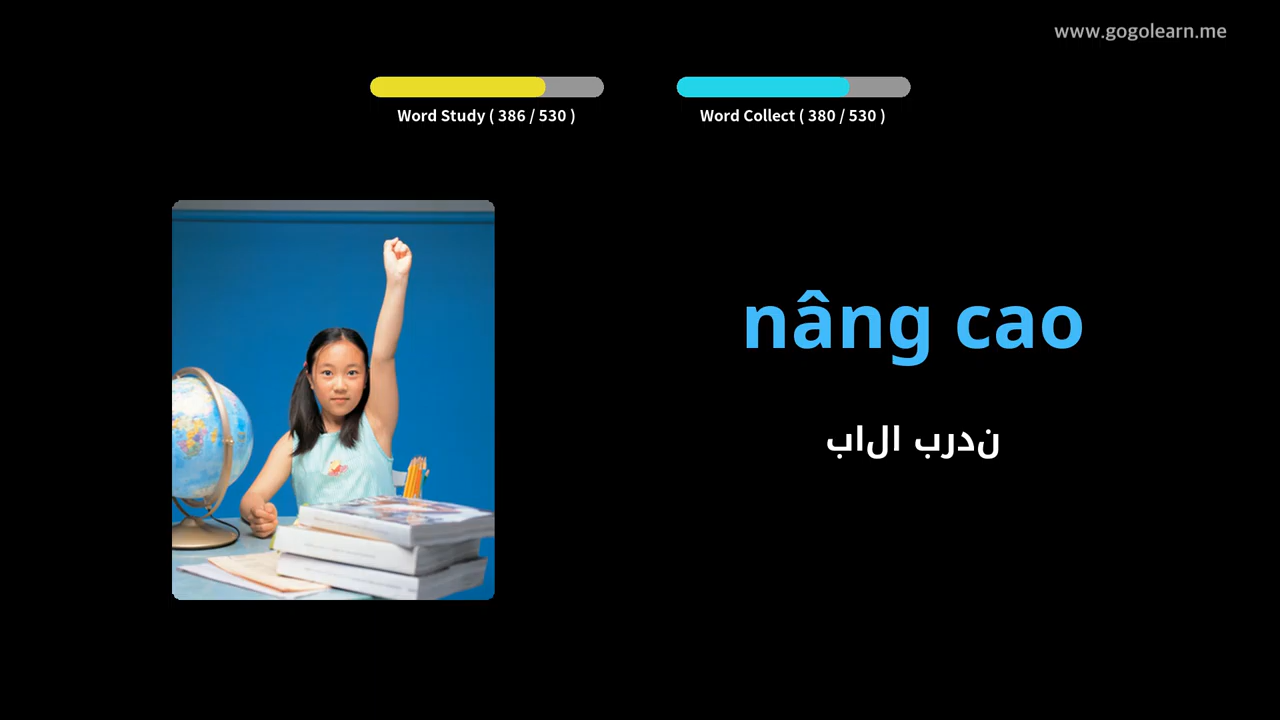 www.gogolearn.me
Word Study ( 386 / 530 )
Word Collect ( 380 / 530 )
nâng cao
ندرب الاب